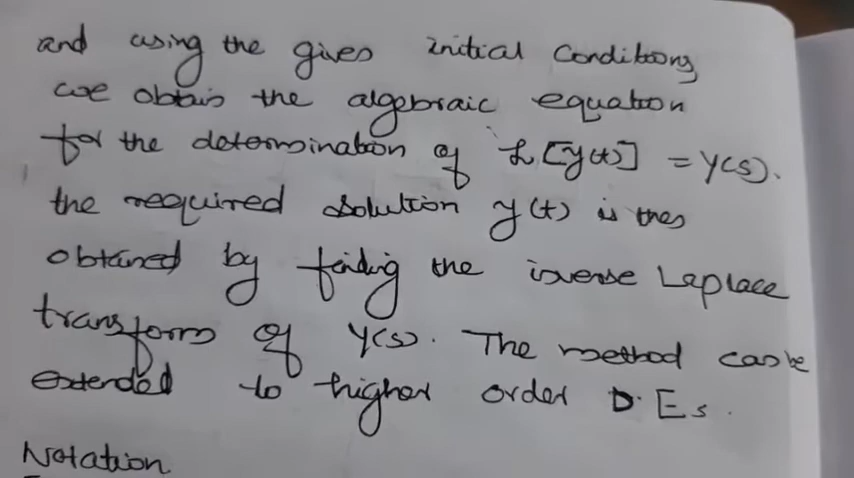 and using the given initial conditions
we obtain the algebraic equation
for the determination of L[y(t)] = Y(s).
the required solution y(t) is then
obtained by finding the inverse Laplace
transform of Y(s). The method can be
extended to higher order D.Es.
Notation